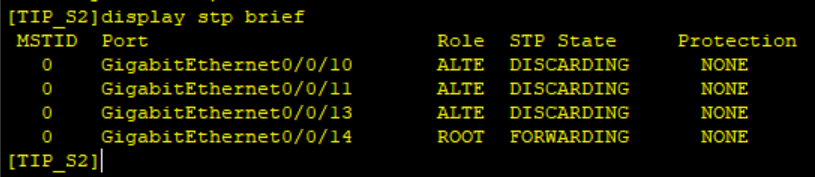 [TIP_S2]display stp brief
MSTID Port Role STP State Protection
0 GigabitEthernet0/0/10 ALTE DISCARDING NONE
0 GigabitEthernet0/0/11 ALTE DISCARDING NONE
0 GigabitEthernet0/0/13 ALTE DISCARDING NONE
0 GigabitEthernet0/0/14 ROOT FORWARDING NONE
[TIP_S2]